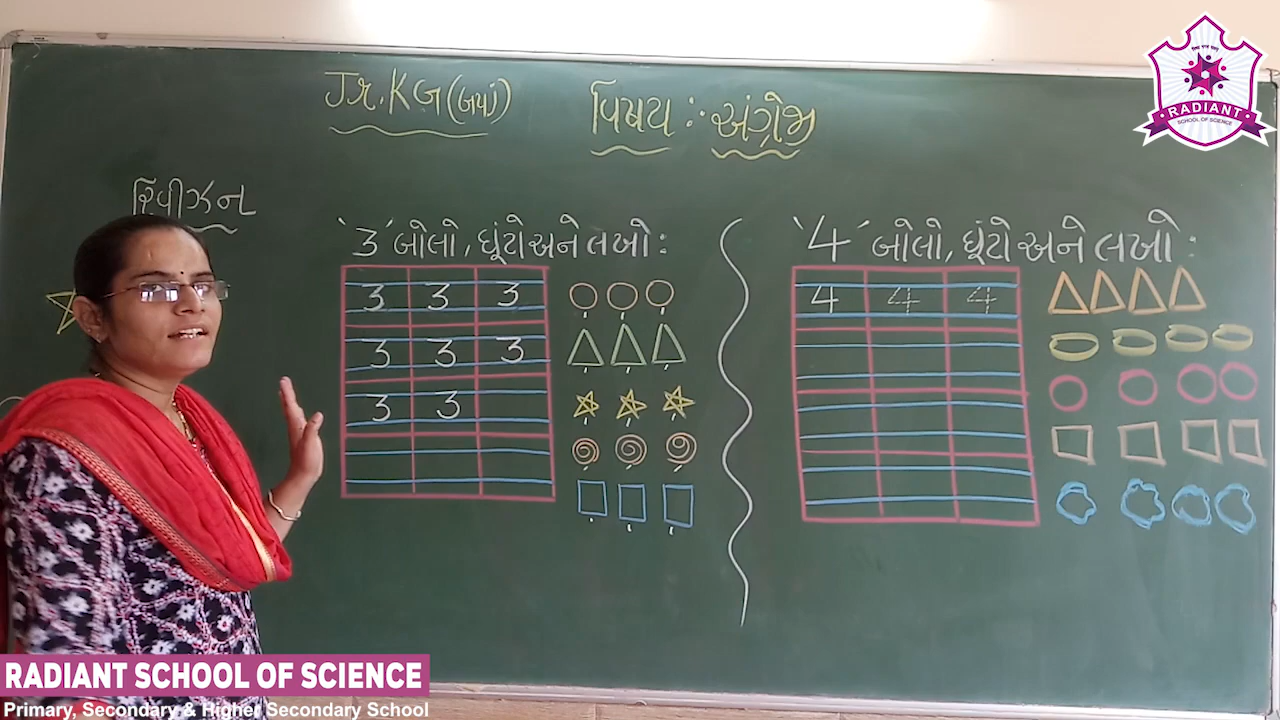 Jr. KG (બપોર)
વિષય :- અંગ્રેજી
રિવીઝન
'3' બોલો, ઘૂંટો અને લખો :
3 3 3
3 3 3
3 3
'4' બોલો, ઘૂંટો અને લખો :
4 4 4
RADIANT
SCHOOL OF SCIENCE
RADIANT SCHOOL OF SCIENCE
Primary, Secondary & Higher Secondary School